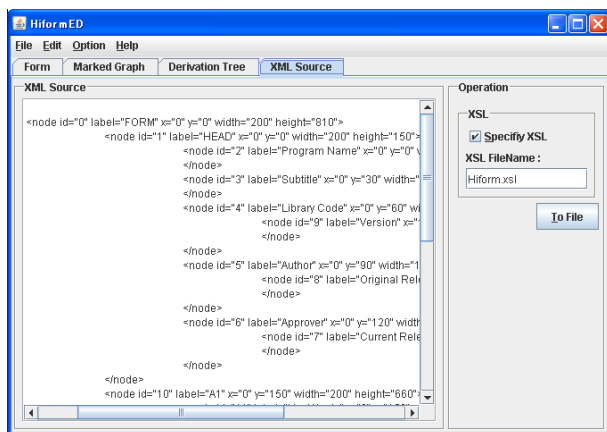 HiformED
File Edit Option Help
Form Marked Graph Derivation Tree XML Source
XML Source
<node id="0" label="FORM" x="0" y="0" width="200" height="810">
<node id="1" label="HEAD" x="0" y="0" width="200" height="150">
<node id="2" label="Program Name" x="0" y="0"
</node>
<node id="3" label="Subtitle" x="0" y="30" width="
</node>
<node id="4" label="Library Code" x="0" y="60"
<node id="9" label="Version" x="
</node>
</node>
<node id="5" label="Author" x="0" y="90" width="1
<node id="8" label="Original Rel
</node>
</node>
<node id="6" label="Approver" x="0" y="120" width
<node id="7" label="Current Rele
</node>
</node>
</node>
<node id="10" label="A1" x="0" y="150" width="200" height="660">
Operation
XSL
Specifiy XSL
XSL FileName :
Hiform.xsl
To File